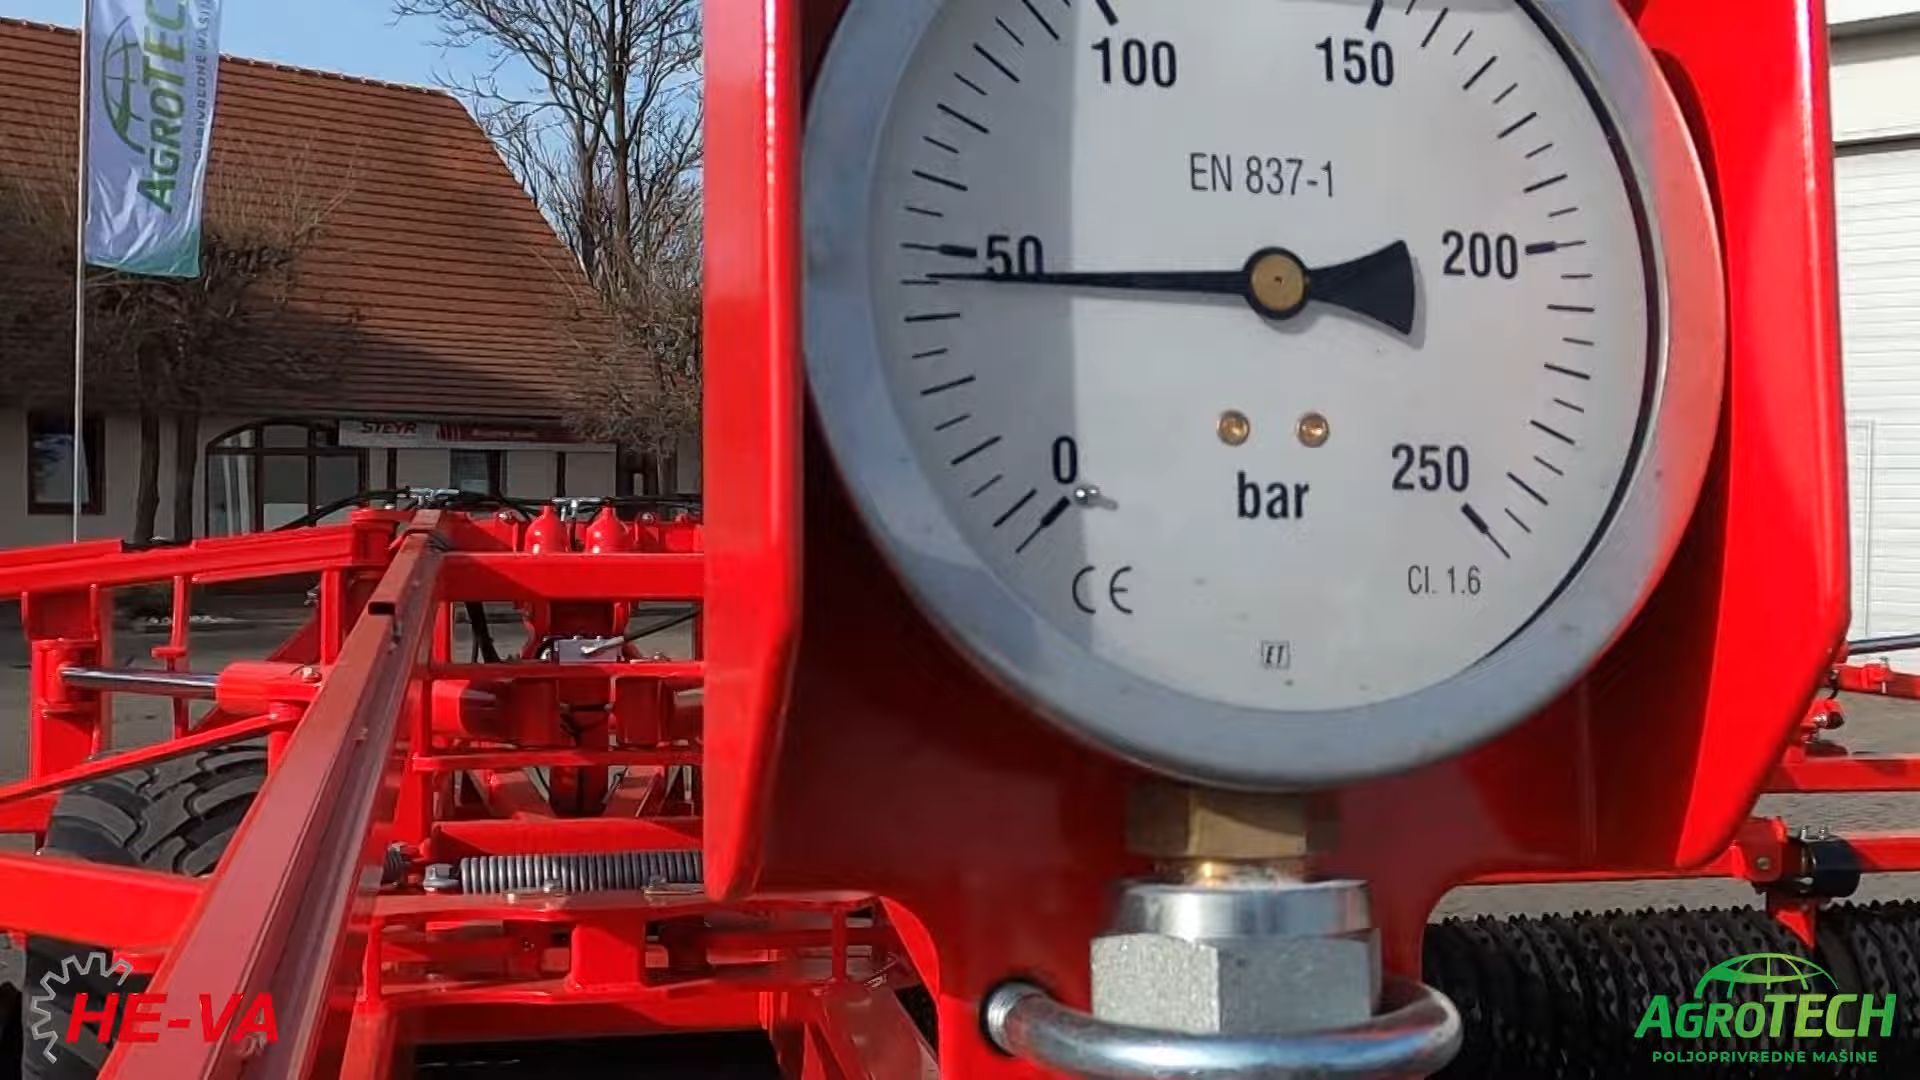 AGROTECH
100
150
EN 837-1
50
200
STEYR
0
250
bar
CE
Cl. 1.6
ET
HE-VA
AGROTECH
POLJOPRIVREDNE MAŠINE